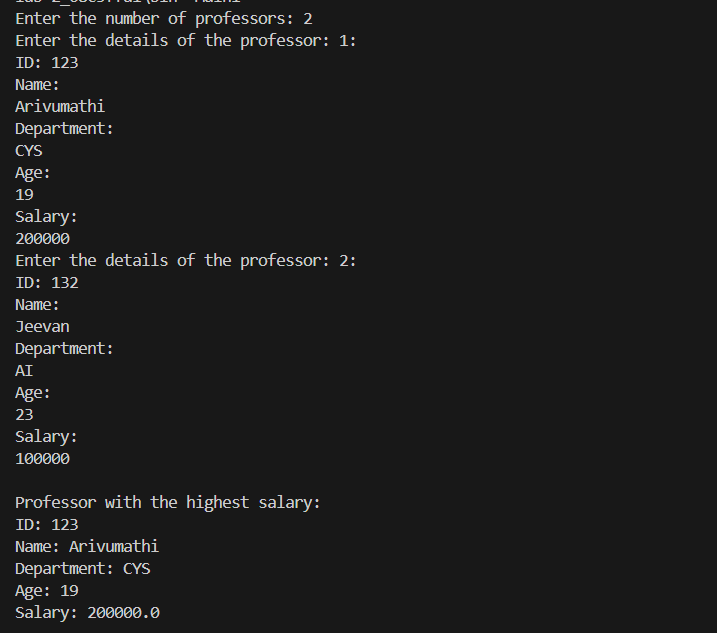 Enter the number of professors: 2
Enter the details of the professor: 1:
ID: 123
Name:
Arivumathi
Department:
CYS
Age:
19
Salary:
200000
Enter the details of the professor: 2:
ID: 132
Name:
Jeevan
Department:
AI
Age:
23
Salary:
100000
Professor with the highest salary:
ID: 123
Name: Arivumathi
Department: CYS
Age: 19
Salary: 200000.0